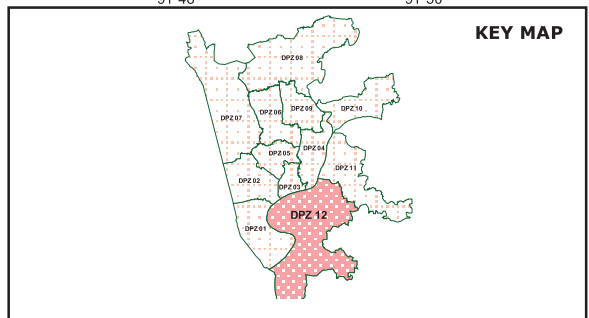 KEY MAP
DPZ 08
DPZ 07
DPZ 06
DPZ 09
DPZ 10
DPZ 05
DPZ 04
DPZ 11
DPZ 02
DPZ 03
DPZ 12
DPZ 01